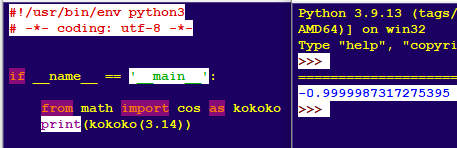 #!/usr/bin/env python3
# -*- coding: utf-8 -*-
if __name__ == '__main__':
from math import cos as kokoko
print(kokoko(3.14))
Python 3.9.13 (tags/
AMD64)] on win32
Type "help", "copyri
>>>
=====================
-0.9999987317275395
>>>